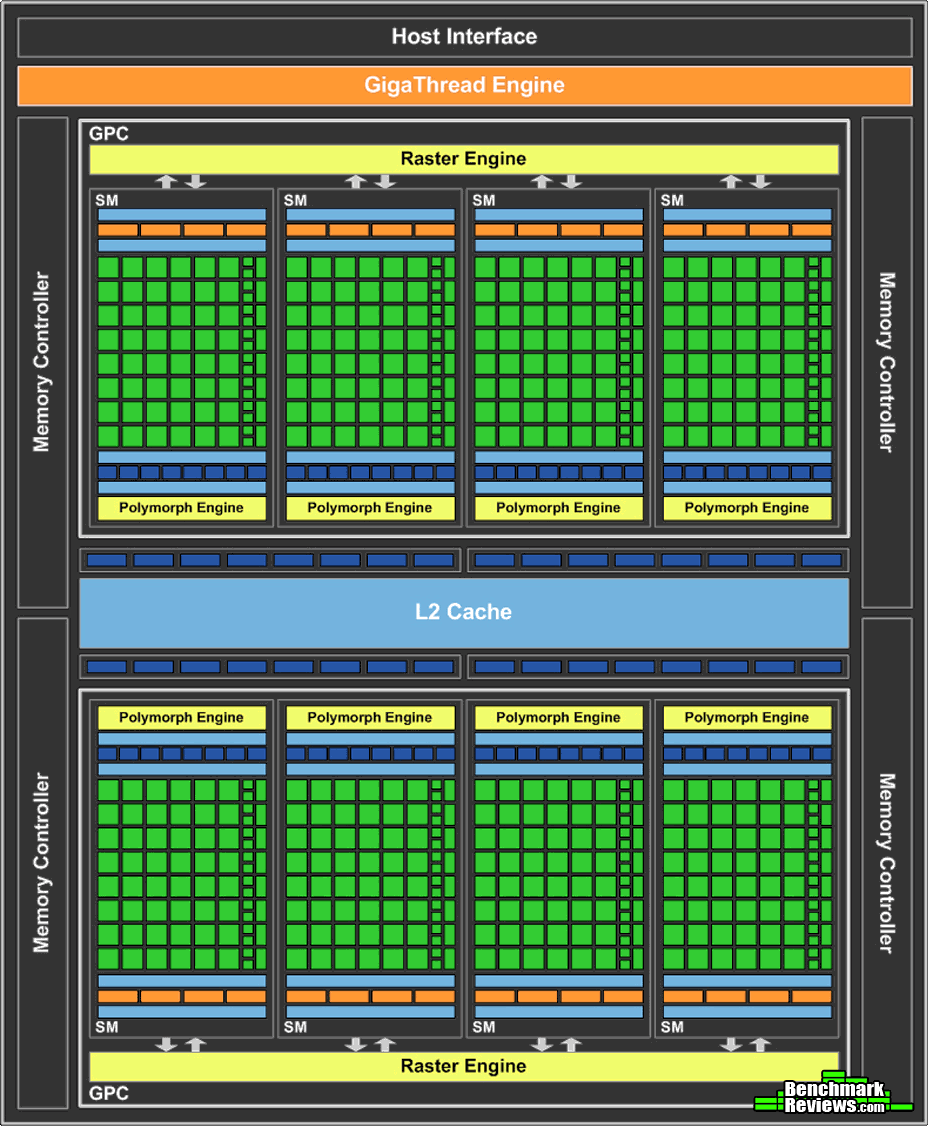 Host Interface
GigaThread Engine
GPC
Raster Engine
SM SM SM SM
Memory Controller
Memory Controller
Polymorph Engine Polymorph Engine Polymorph Engine Polymorph Engine
L2 Cache
Polymorph Engine Polymorph Engine Polymorph Engine Polymorph Engine
Memory Controller
Memory Controller
SM SM SM SM
Raster Engine
GPC
Benchmark
Reviews.com